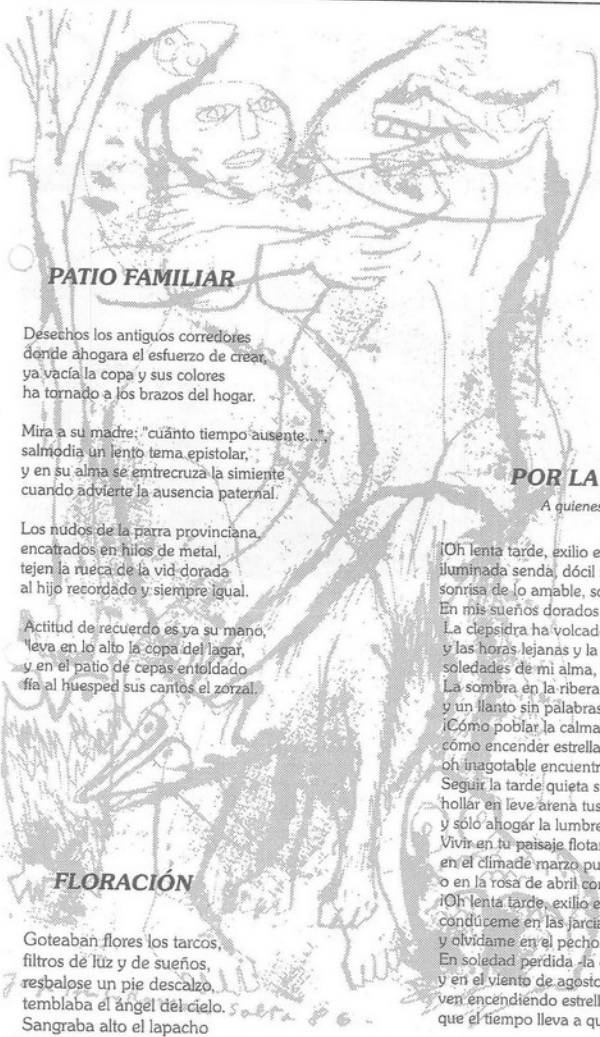 PATIO FAMILIAR
Desechos los antiguos corredores
donde ahogara el esfuerzo de crear,
ya vacía la copa y sus colores
ha tornado a los brazos del hogar.
Mira a su madre: "cuánto tiempo ausente...",
salmodia un lento tema epistolar,
y en su alma se emtrecruza la simiente
cuando advierte la ausencia paternal.
Los nudos de la parra provinciana,
encatrados en hilos de metal,
tejen la rueca de la vid dorada
al hijo recordado y siempre igual.
Actitud de recuerdo es ya su mano,
'leva en lo alto la copa del lagar,
y en el patio de cepas entoldado
fía al huesped sus cantos el zorzal.
FLORACIÓN
Goteaban flores los tarcos,
filtros de luz y de sueños,
resbalose un pie descalzo,
temblaba el ángel del cielo.
Sangraba alto el lapacho
POR LA
A quienes
¡Oh lenta tarde, exilio e
iluminada senda, dócil
sonrisa de lo amable, so
En mis sueños dorados
La clepsidra ha volcad
y las horas lejanas y la
soledades de mi alma,
La sombra en la ribera
y un llanto sin palabras
¡Cómo poblar la calma
cómo encender estrella
oh inagotable encuentr
Seguir la tarde quieta s
hollar en leve arena tus
y sólo ahogar la lumbre
Vivir en tu paisaje flotar
en el climade marzo pu
o en la rosa de abril con
¡Oh lenta tarde, exilio e
condúceme en las jarcia
y olvídame en el pecho
En soledad perdida -la
y en el viento de agosto
ven encendiendo estrell
que el tiempo lleva a qu
Salta 86.